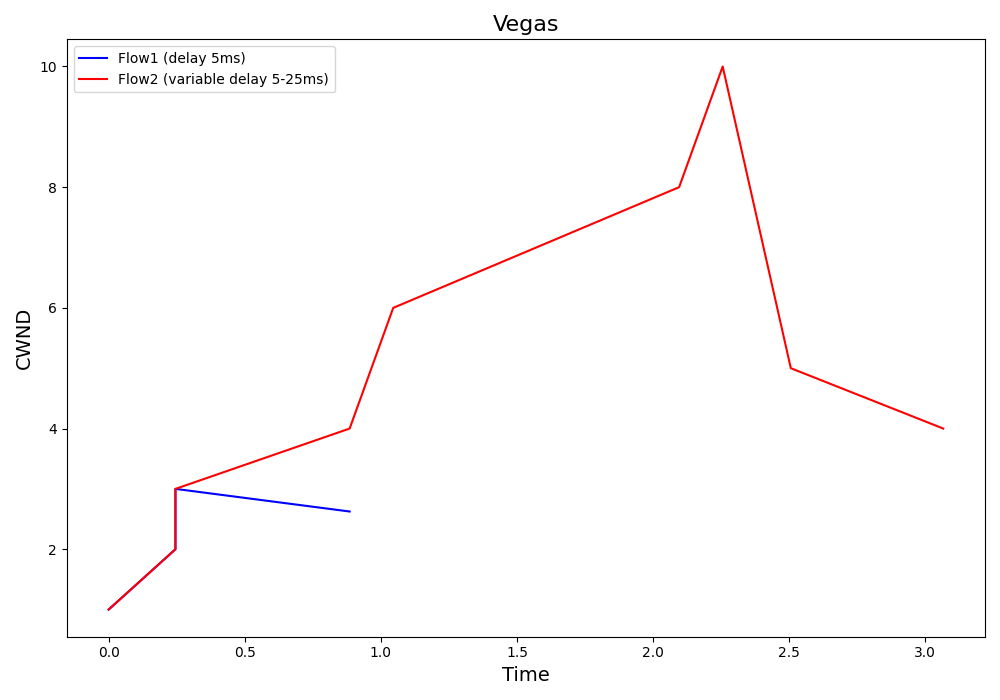 Vegas
Flow1 (delay 5ms)
Flow2 (variable delay 5-25ms)
10
8
6
4
2
CWND
0.0 0.5 1.0 1.5 2.0 2.5 3.0
Time